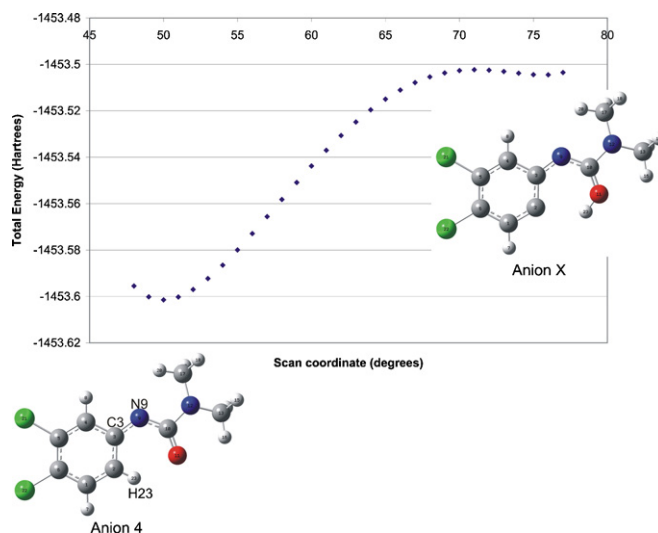 -1453.48
45 50 55 60 65 70 75 80
-1453.5
-1453.52
-1453.54
-1453.56
-1453.58
-1453.6
-1453.62
Total Energy (Hartrees)
Scan coordinate (degrees)
Anion X
N9
C3
H23
Anion 4